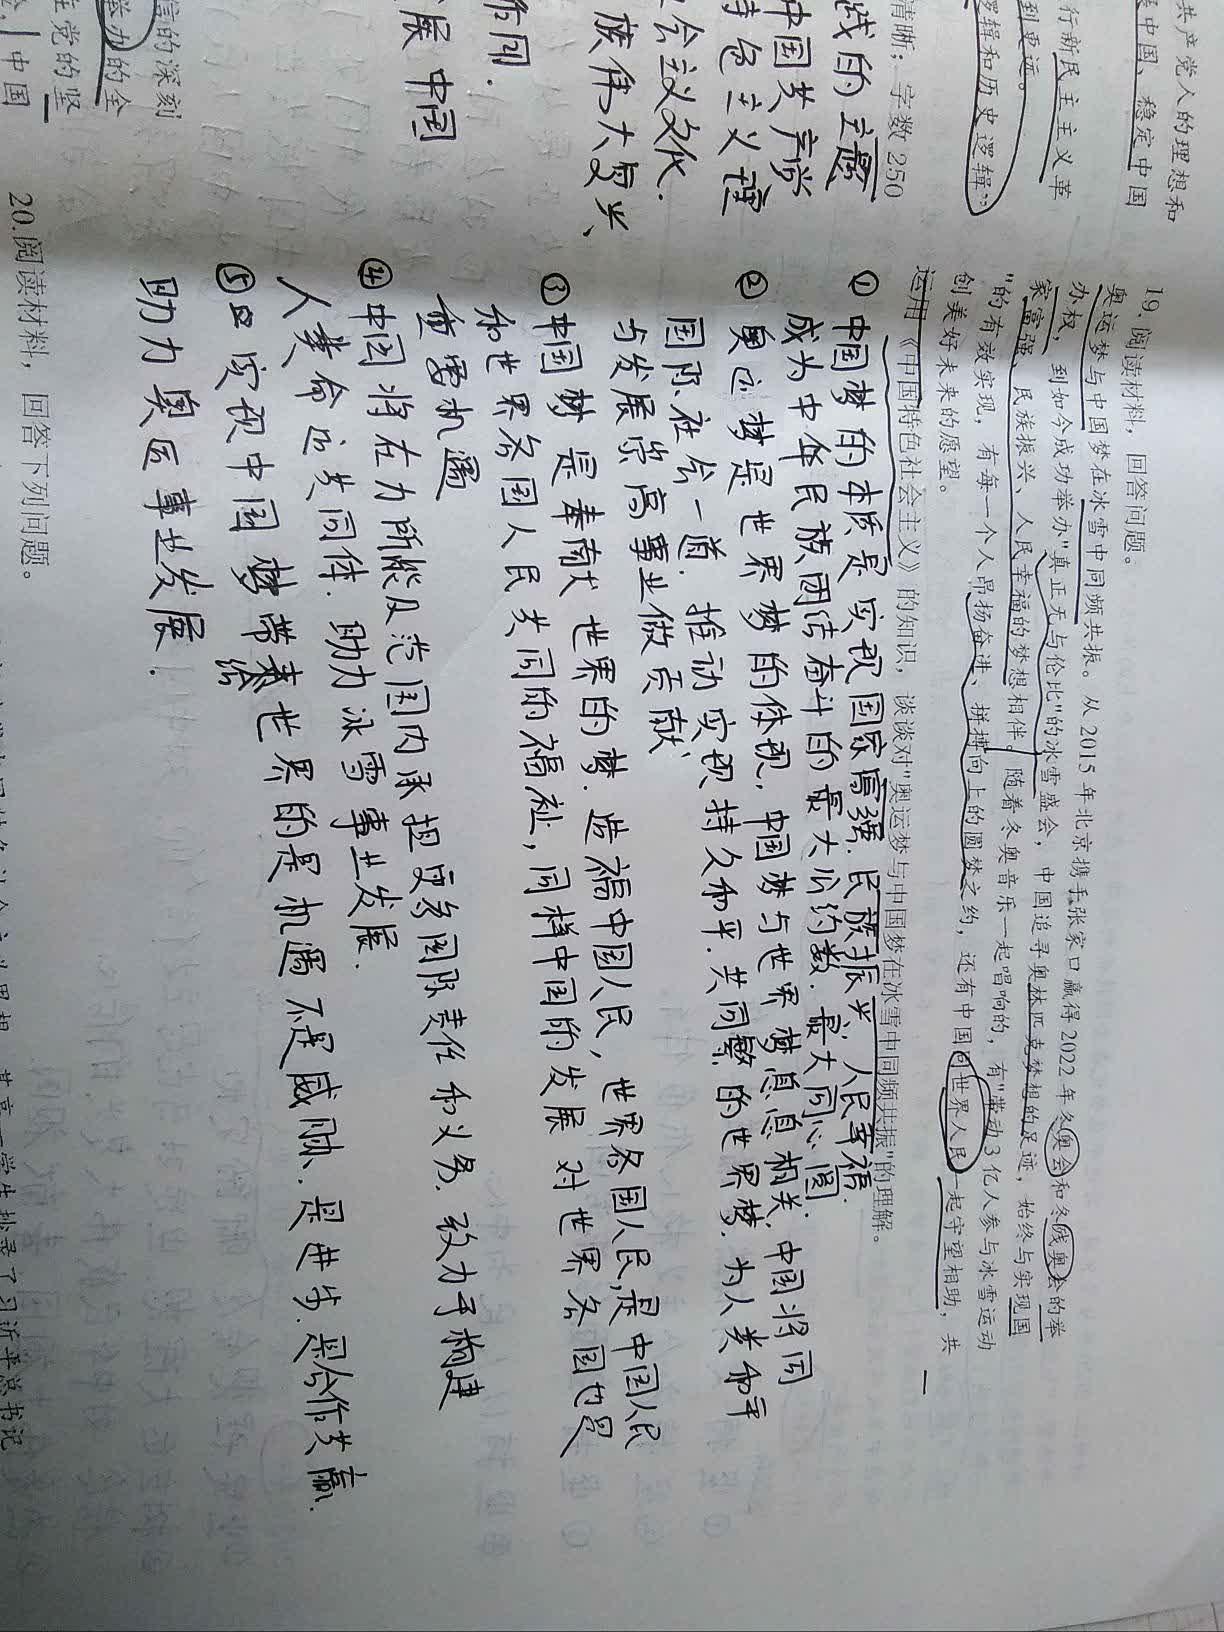 共产党人的理想和
展中国、稳定中国
行新民主主义革
到更远。
逻辑和历史逻辑”
清晰；字数250
战的主题
中国共产党
特色主义理
会主义文化.
族伟大复兴、
作用.
展 中国
信的深刻
举办的全
主党的坚
中国
19. 阅读材料，回答问题。
奥运梦与中国梦在冰雪中同频共振。从2015年北京携手张家口赢得2022年冬奥会和冬残奥会的举
办权，到如今成功举办“真正无与伦比”的冰雪盛会，中国追寻奥林匹克梦想的足迹，始终与实现国
家富强、民族振兴、人民幸福的梦想相伴。随着冬奥音乐一起唱响的，有“带动3亿人参与冰雪运动
”的有效实现，有每一个人昂扬奋进、拼搏向上的圆梦之约，还有中国同世界人民一起守望相助，共
创美好未来的愿望。
运用《中国特色社会主义》的知识，谈谈对“奥运梦与中国梦在冰雪中同频共振”的理解。
① 中国梦的本质是实现国家富强.民族振兴、人民幸福.
成为中华民族团结奋斗的最大公约数.最大同心圆
② 奥运梦是世界梦的体现.中国梦与世界梦息息相关.中国将同
国际社会一道.推动实现持久和平.共同繁的世界梦.为人类和平
与发展崇高事业做贡献
③ 中国梦是奉献世界的梦.造福中国人民，世界各国人民,是中国人民
和世界各国人民共同的福祉，同样中国的发展 对世界各国也是
重要机遇
④ 中国将在力所能及范围内承担更多国际责任和义务.致力于构建
人类命运共同体.助力冰雪事业发展.
⑤ 实现中国梦带给世界的是机遇不是威胁.是进步.是合作共赢.
助力奥运事业发展.
20.阅读材料，回答下列问题。